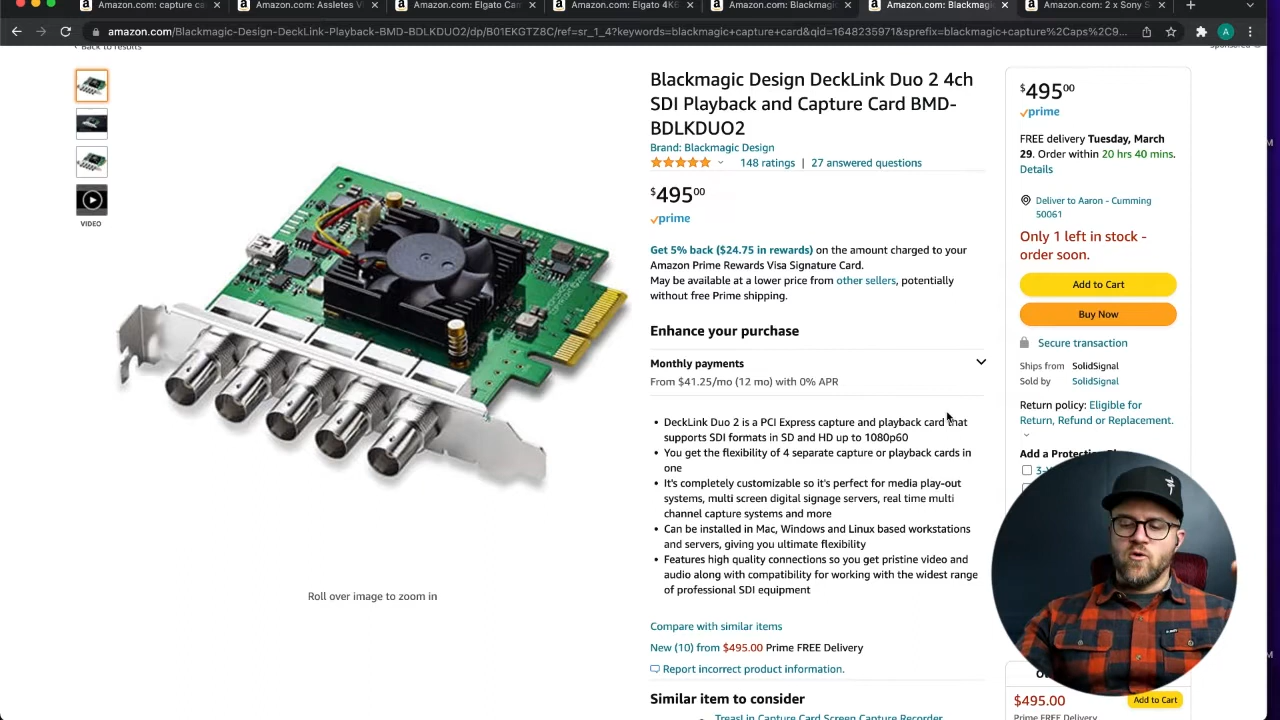 Amazon.com: capture ca
Amazon.com: Assletes V
Amazon.com: Elgato Cam
Amazon.com: Elgato 4KE
Amazon.com: Blackmagic
Amazon.com: Blackmagic
Amazon.com: 2 x Sony S
amazon.com/Blackmagic-Design-DeckLink-Playback-BMD-BDLKDUO2/dp/B01EKGTZ8C/ref=sr_1_4?keywords=blackmagic+capture+card&qid=1648235971&sprefix=blackmagic+capture%2Caps%2C9...
A
Back to results
Sponsored
VIDEO
Roll over image to zoom in
Blackmagic Design DeckLink Duo 2 4ch
SDI Playback and Capture Card BMD-
BDLKDUO2
Brand: Blackmagic Design
148 ratings | 27 answered questions
$495.00
prime
Get 5% back ($24.75 in rewards) on the amount charged to your
Amazon Prime Rewards Visa Signature Card.
May be available at a lower price from other sellers, potentially
without free Prime shipping.
Enhance your purchase
Monthly payments
From $41.25/mo (12 mo) with 0% APR
• DeckLink Duo 2 is a PCI Express capture and playback card that
supports SDI formats in SD and HD up to 1080p60
• You get the flexibility of 4 separate capture or playback cards in
one
• It's completely customizable so it's perfect for media play-out
systems, multi screen digital signage servers, real time multi
channel capture systems and more
• Can be installed in Mac, Windows and Linux based workstations
and servers, giving you ultimate flexibility
• Features high quality connections so you get pristine video and
audio along with compatibility for working with the widest range
of professional SDI equipment
Compare with similar items
New (10) from $495.00 Prime FREE Delivery
Report incorrect product information.
Similar item to consider
Capture Card Screen Capture Recorder
$495.00
prime
FREE delivery Tuesday, March
29. Order within 20 hrs 40 mins.
Details
Deliver to Aaron - Cumming
50061
Only 1 left in stock -
order soon.
Add to Cart
Buy Now
Secure transaction
Ships from SolidSignal
Sold by SolidSignal
Return policy: Eligible for
Return, Refund or Replacement.
Add a
$495.00
Add to Cart
Prime FREE Delivery